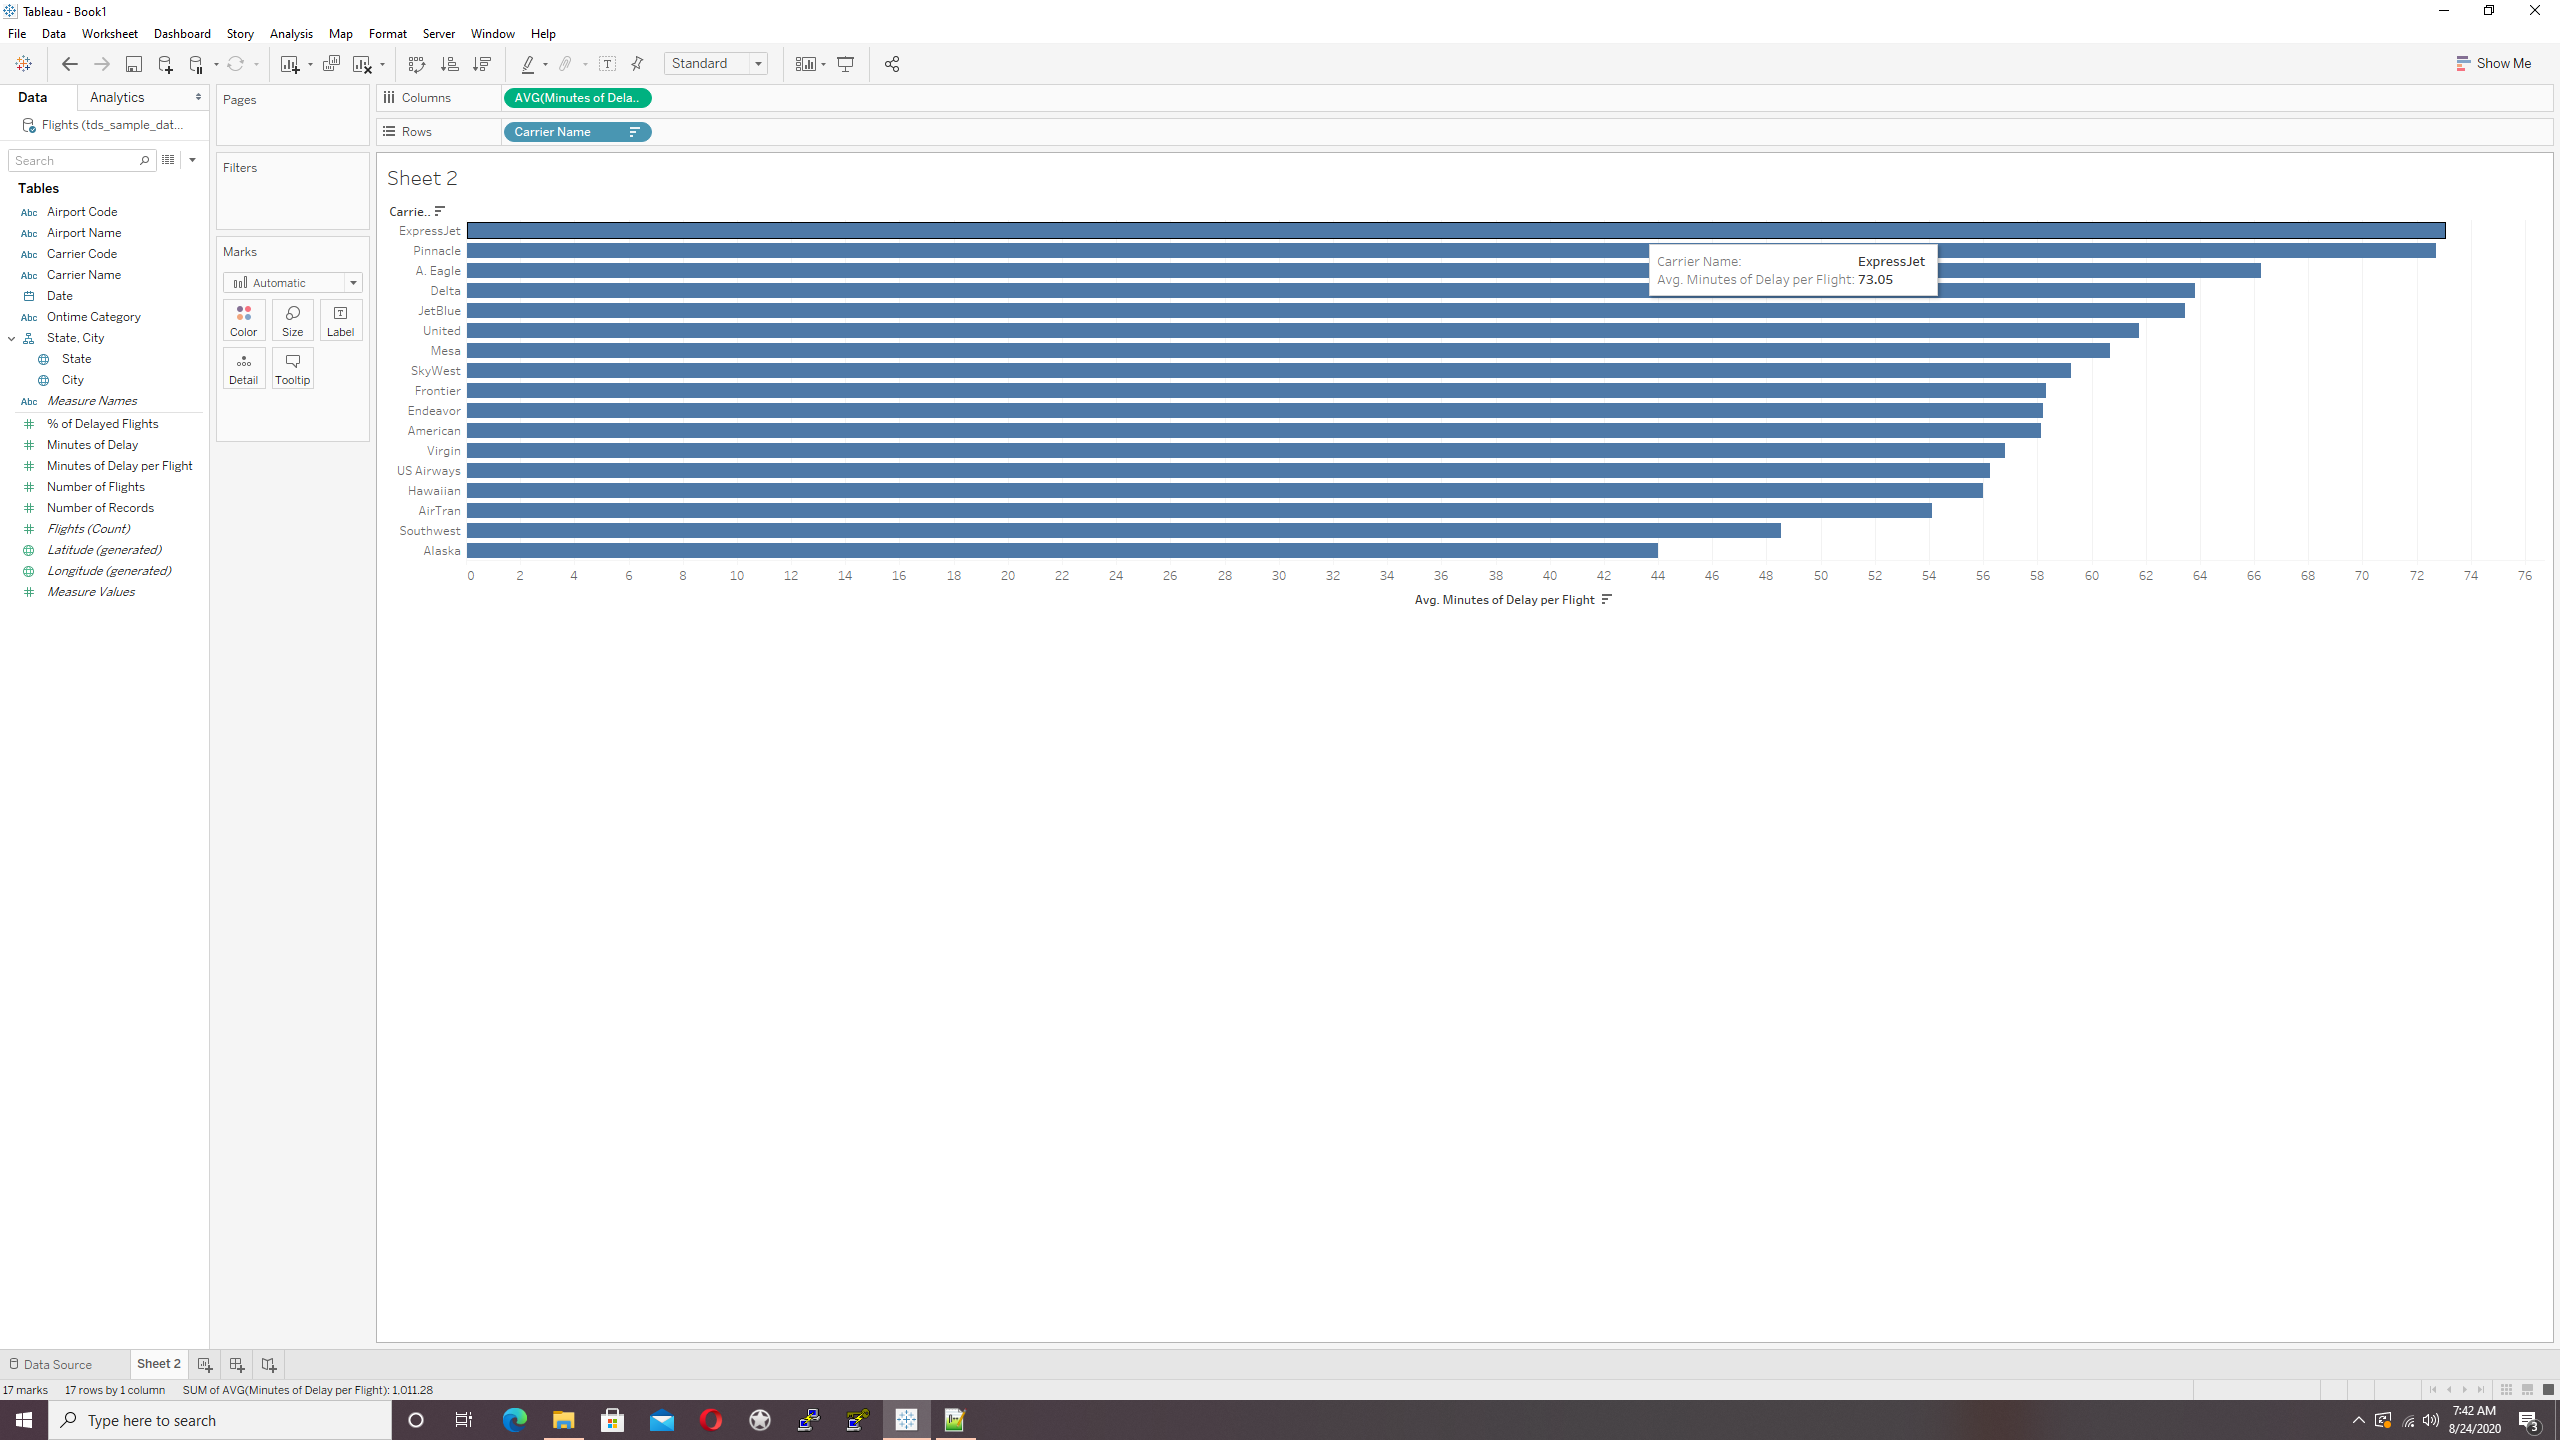 Tableau - Book1
File Data Worksheet Dashboard Story Analysis Map Format Server Window Help
Standard
Show Me
Data Analytics
Flights (tds_sample_dat...
Search
Tables
Abc Airport Code
Abc Airport Name
Abc Carrier Code
Abc Carrier Name
Date
Abc Ontime Category
State, City
State
City
Abc Measure Names
# % of Delayed Flights
# Minutes of Delay
# Minutes of Delay per Flight
# Number of Flights
# Number of Records
# Flights (Count)
Latitude (generated)
Longitude (generated)
# Measure Values
Pages
Filters
Marks
Automatic
Color Size Label
Detail Tooltip
Columns AVG(Minutes of Dela..
Rows Carrier Name
Sheet 2
Carrie..
ExpressJet
Pinnacle
A. Eagle
Delta
JetBlue
United
Mesa
SkyWest
Frontier
Endeavor
American
Virgin
US Airways
Hawaiian
AirTran
Southwest
Alaska
Carrier Name: ExpressJet
Avg. Minutes of Delay per Flight: 73.05
0 2 4 6 8 10 12 14 16 18 20 22 24 26 28 30 32 34 36 38 40 42 44 46 48 50 52 54 56 58 60 62 64 66 68 70 72 74 76
Avg. Minutes of Delay per Flight
Data Source Sheet 2
17 marks 17 rows by 1 column SUM of AVG(Minutes of Delay per Flight): 1,011.28
Type here to search
7:42 AM
8/24/2020
3